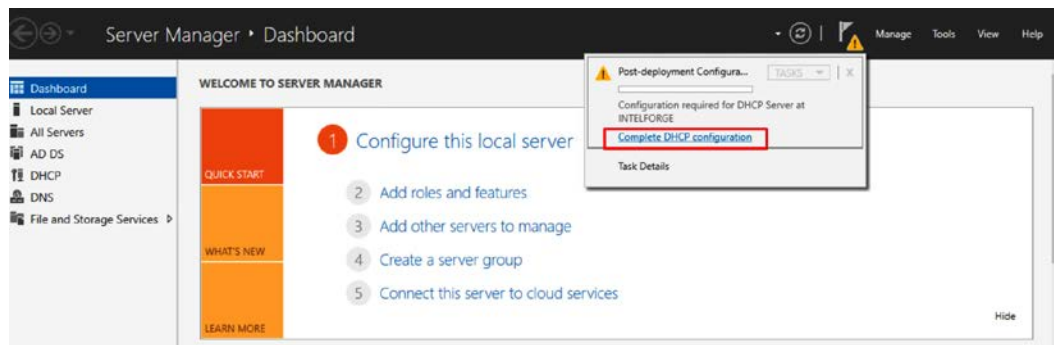 Server Manager • Dashboard
Manage Tools View Help
Dashboard
Local Server
All Servers
AD DS
DHCP
DNS
File and Storage Services
WELCOME TO SERVER MANAGER
QUICK START
WHAT'S NEW
LEARN MORE
1 Configure this local server
2 Add roles and features
3 Add other servers to manage
4 Create a server group
5 Connect this server to cloud services
Hide
Post-deployment Configura... TASKS X
Configuration required for DHCP Server at
INTELFORGE
Complete DHCP configuration
Task Details